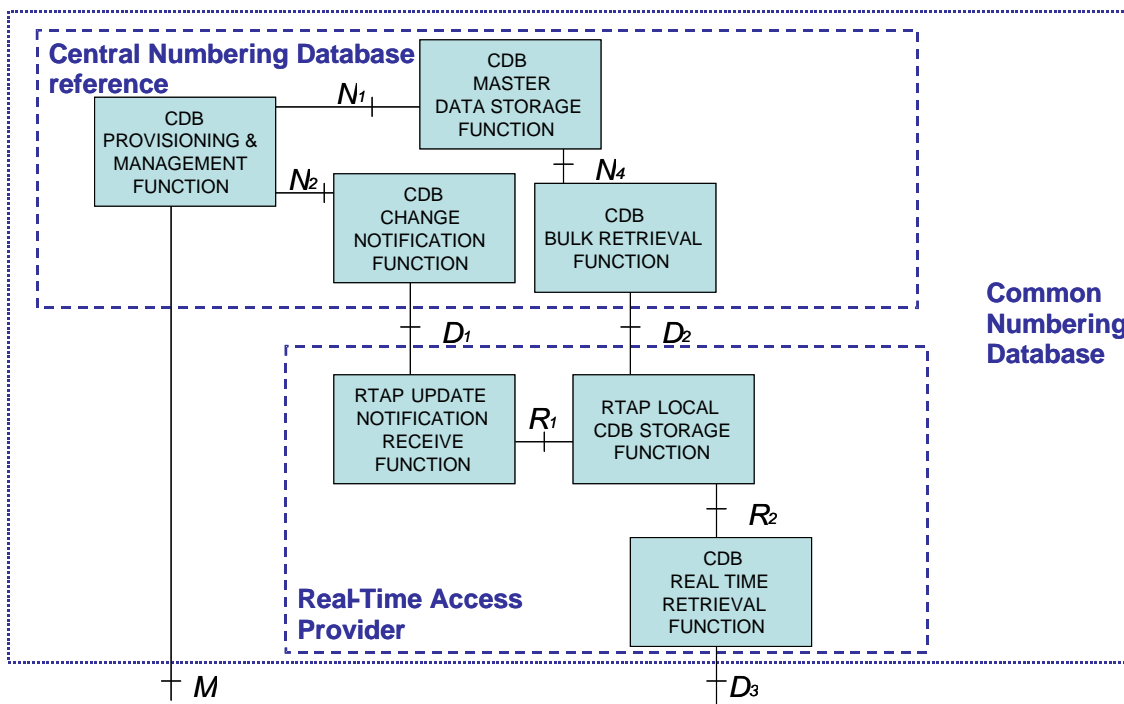 Central Numbering Database
reference
CDB
MASTER
DATA STORAGE
FUNCTION
N1
CDB
PROVISIONING &
MANAGEMENT
FUNCTION
N2
N4
CDB
CHANGE
NOTIFICATION
FUNCTION
CDB
BULK RETRIEVAL
FUNCTION
Common
Numbering
Database
D1
D2
RTAP UPDATE
NOTIFICATION
RECEIVE
FUNCTION
R1
RTAP LOCAL
CDB STORAGE
FUNCTION
R2
CDB
REAL TIME
RETRIEVAL
FUNCTION
Real-Time Access
Provider
M
D3